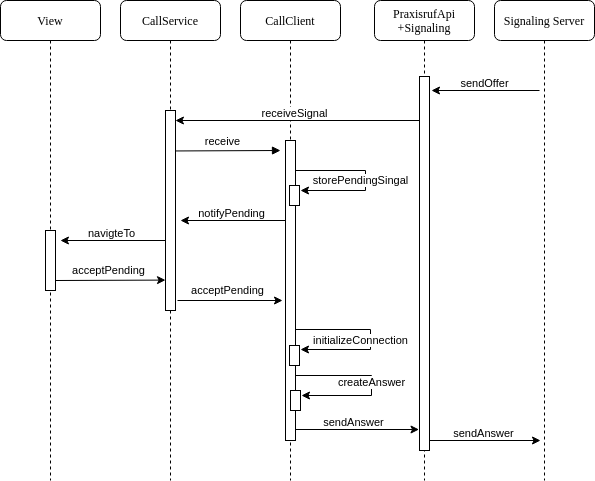 View
CallService
CallClient
PraxisrufApi
+Signaling
Signaling Server
sendOffer
receiveSignal
receive
storePendingSingal
notifyPending
navigteTo
acceptPending
acceptPending
initializeConnection
createAnswer
sendAnswer
sendAnswer